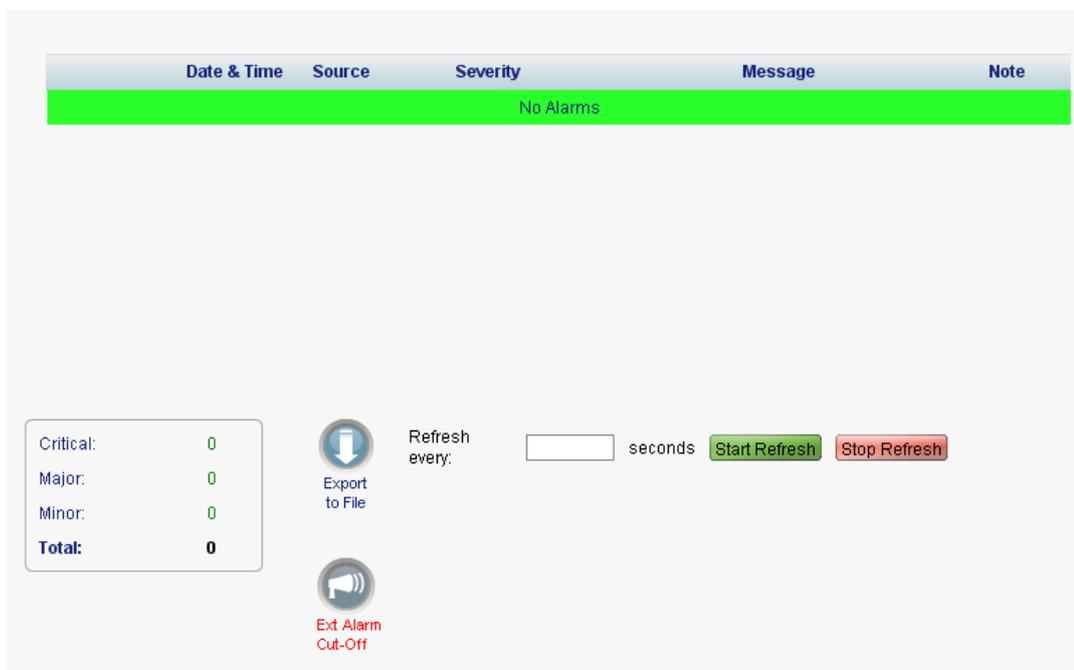 Date & Time Source Severity Message Note
No Alarms
Critical: 0
Major: 0
Minor: 0
Total: 0
Export
to File
Refresh
every:
seconds Start Refresh Stop Refresh
Ext Alarm
Cut-Off